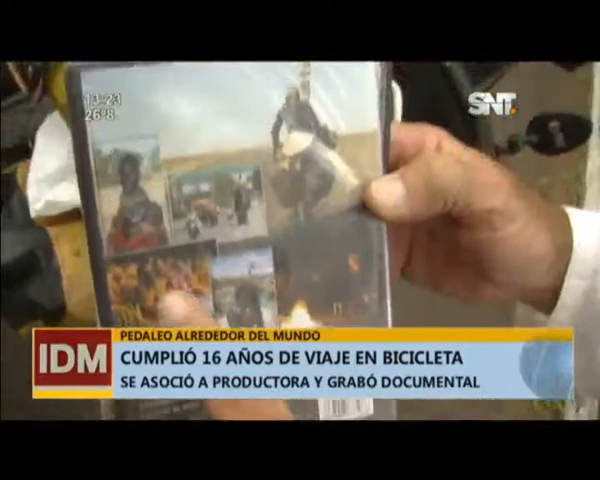 13:23
26°8
SNT
PEDALEO ALREDEDOR DEL MUNDO
IDM
CUMPLIÓ 16 AÑOS DE VIAJE EN BICICLETA
SE ASOCIÓ A PRODUCTORA Y GRABÓ DOCUMENTAL